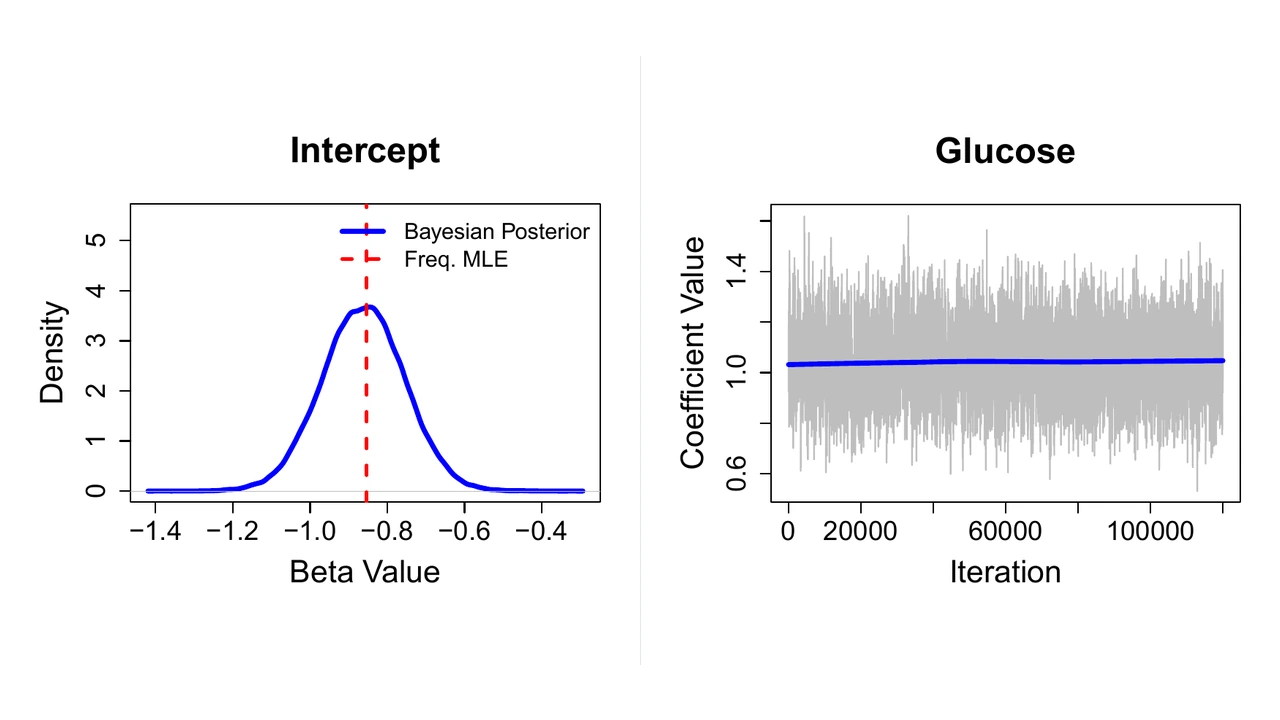 Intercept
Bayesian Posterior
Freq. MLE
5
4
3
2
1
0
Density
−1.4 −1.2 −1.0 −0.8 −0.6 −0.4
Beta Value
Glucose
1.4
1.0
0.6
Coefficient Value
0 20000 60000 100000
Iteration